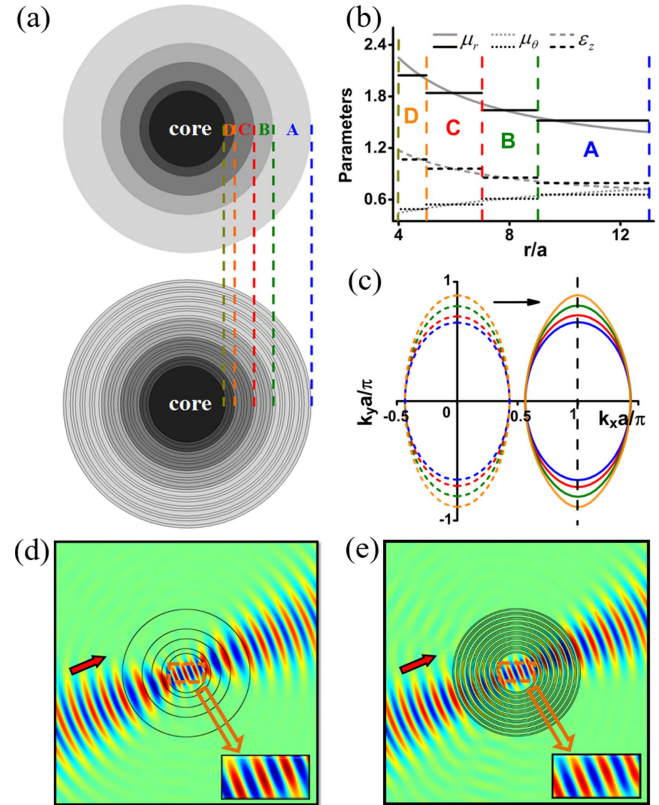 (a)
core
D C B A
core
(b)
Parameters
2.4
1.8
1.2
0.6
μr μθ εz
D C B A
4 8 12
r/a
(c)
kya/π
1
-0.5 0 0.5 1
kxa/π
-1
(d)
(e)